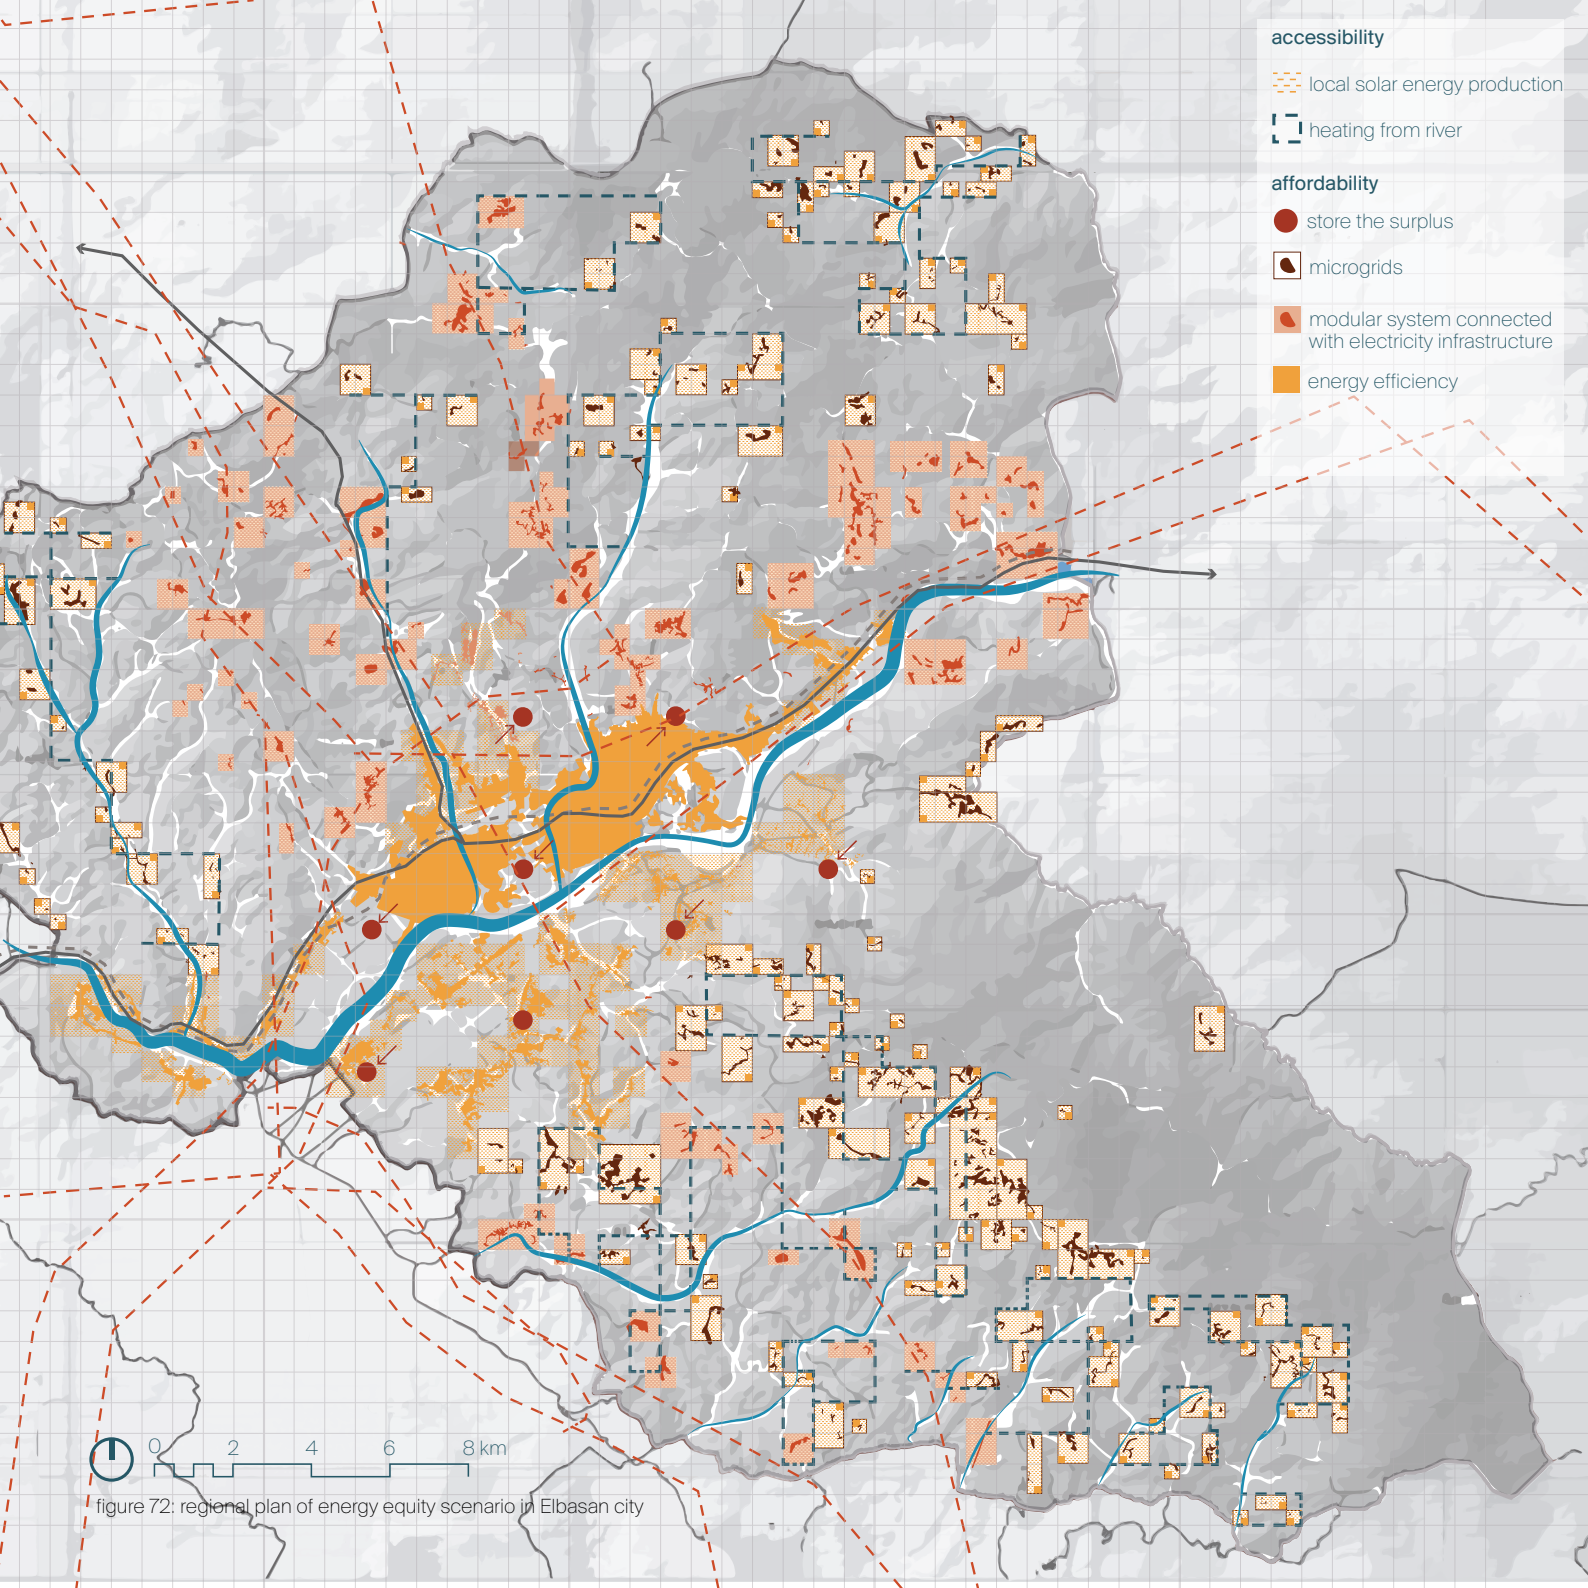 accessibility
local solar energy production
heating from river
affordability
store the surplus
microgrids
modular system connected
with electricity infrastructure
energy efficiency
0 2 4 6 8 km
figure 72: regional plan of energy equity scenario in Elbasan city